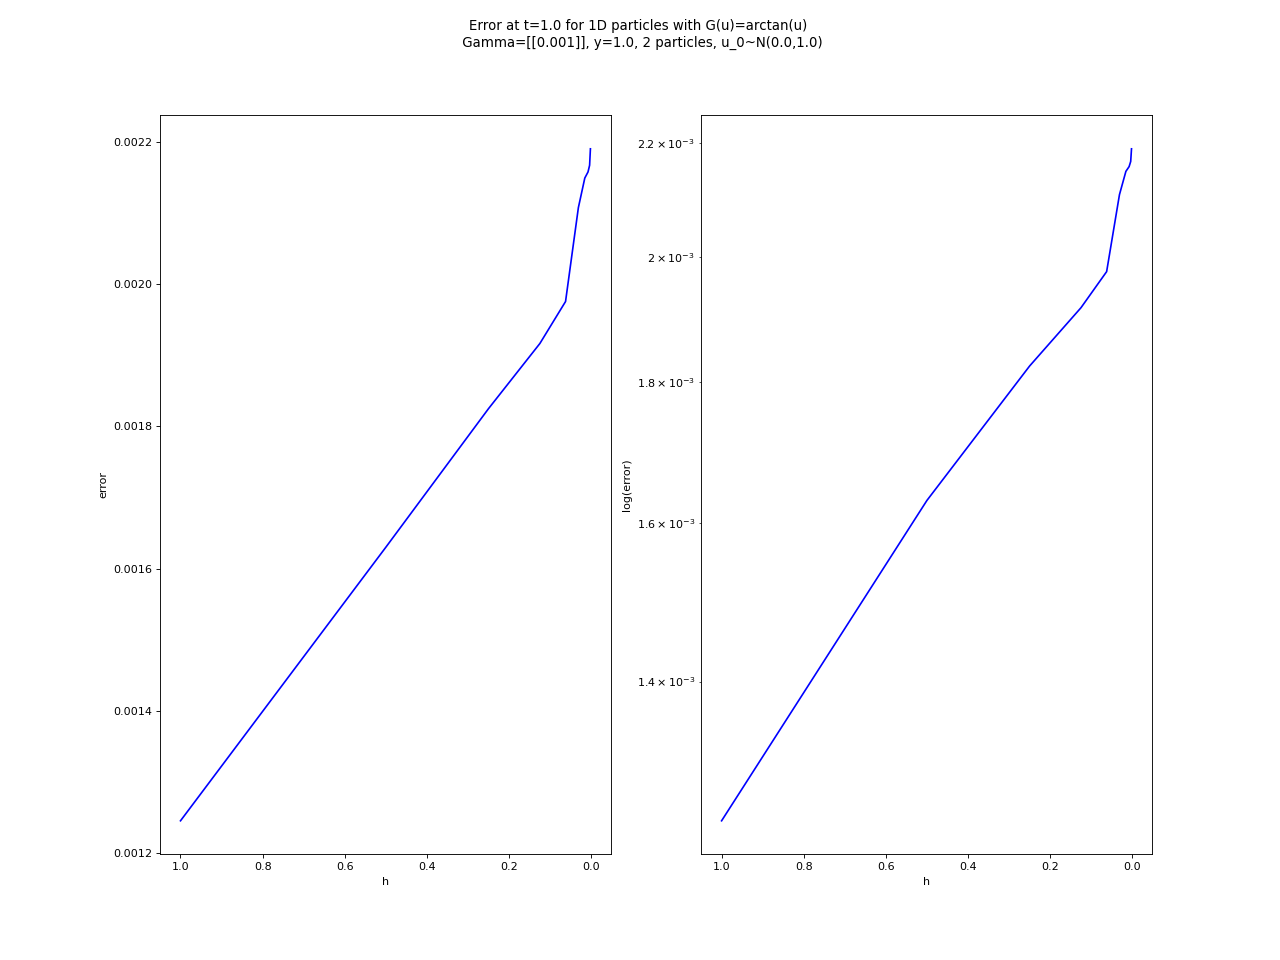 Error at t=1.0 for 1D particles with G(u)=arctan(u)
Gamma=[[0.001]], y=1.0, 2 particles, u_0~N(0.0,1.0)
0.0022
0.0020
0.0018
0.0016
0.0014
0.0012
error
1.0 0.8 0.6 0.4 0.2 0.0
h
2.2 × 10⁻³
2 × 10⁻³
1.8 × 10⁻³
1.6 × 10⁻³
1.4 × 10⁻³
log(error)
1.0 0.8 0.6 0.4 0.2 0.0
h